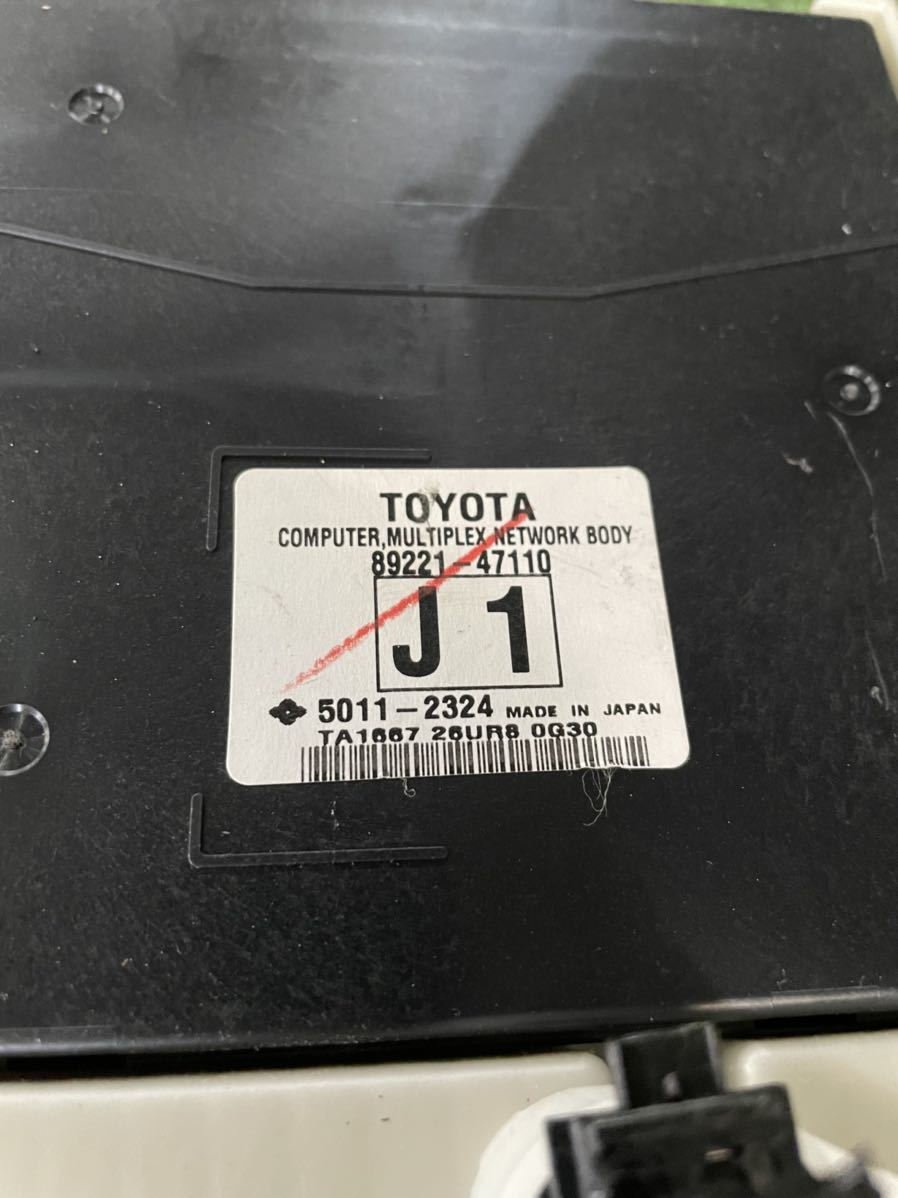 TOYOTA
COMPUTER,MULTIPLEX NETWORK BODY
89221-47110
J1
5011-2324 MADE IN JAPAN
TA1667 26UR8 0G30